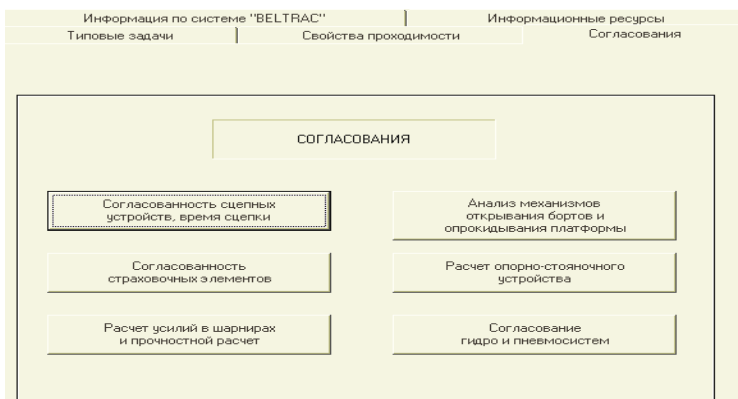 Информация по системе "BELTRAC"
Информационные ресурсы
Типовые задачи
Свойства проходимости
Согласования
СОГЛАСОВАНИЯ
Согласованность сцепных
устройств, время сцепки
Анализ механизмов
открывания бортов и
опрокидывания платформы
Согласованность
страховочных элементов
Расчет опорно-стояночного
устройства
Расчет усилий в шарнирах
и прочностной расчет
Согласование
гидро и пневмосистем